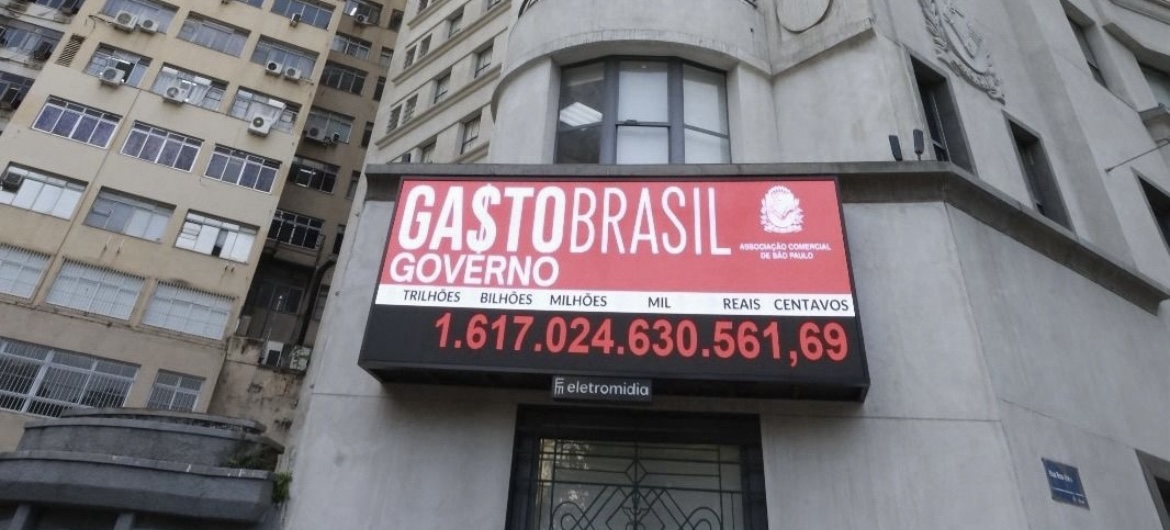 GA$TOBRASIL
ASSOCIAÇÃO COMERCIAL
DE SÃO PAULO
GOVERNO
TRILHÕES BILHÕES MILHÕES MIL REAIS CENTAVOS
1.617.024.630.561,69
eletromidia